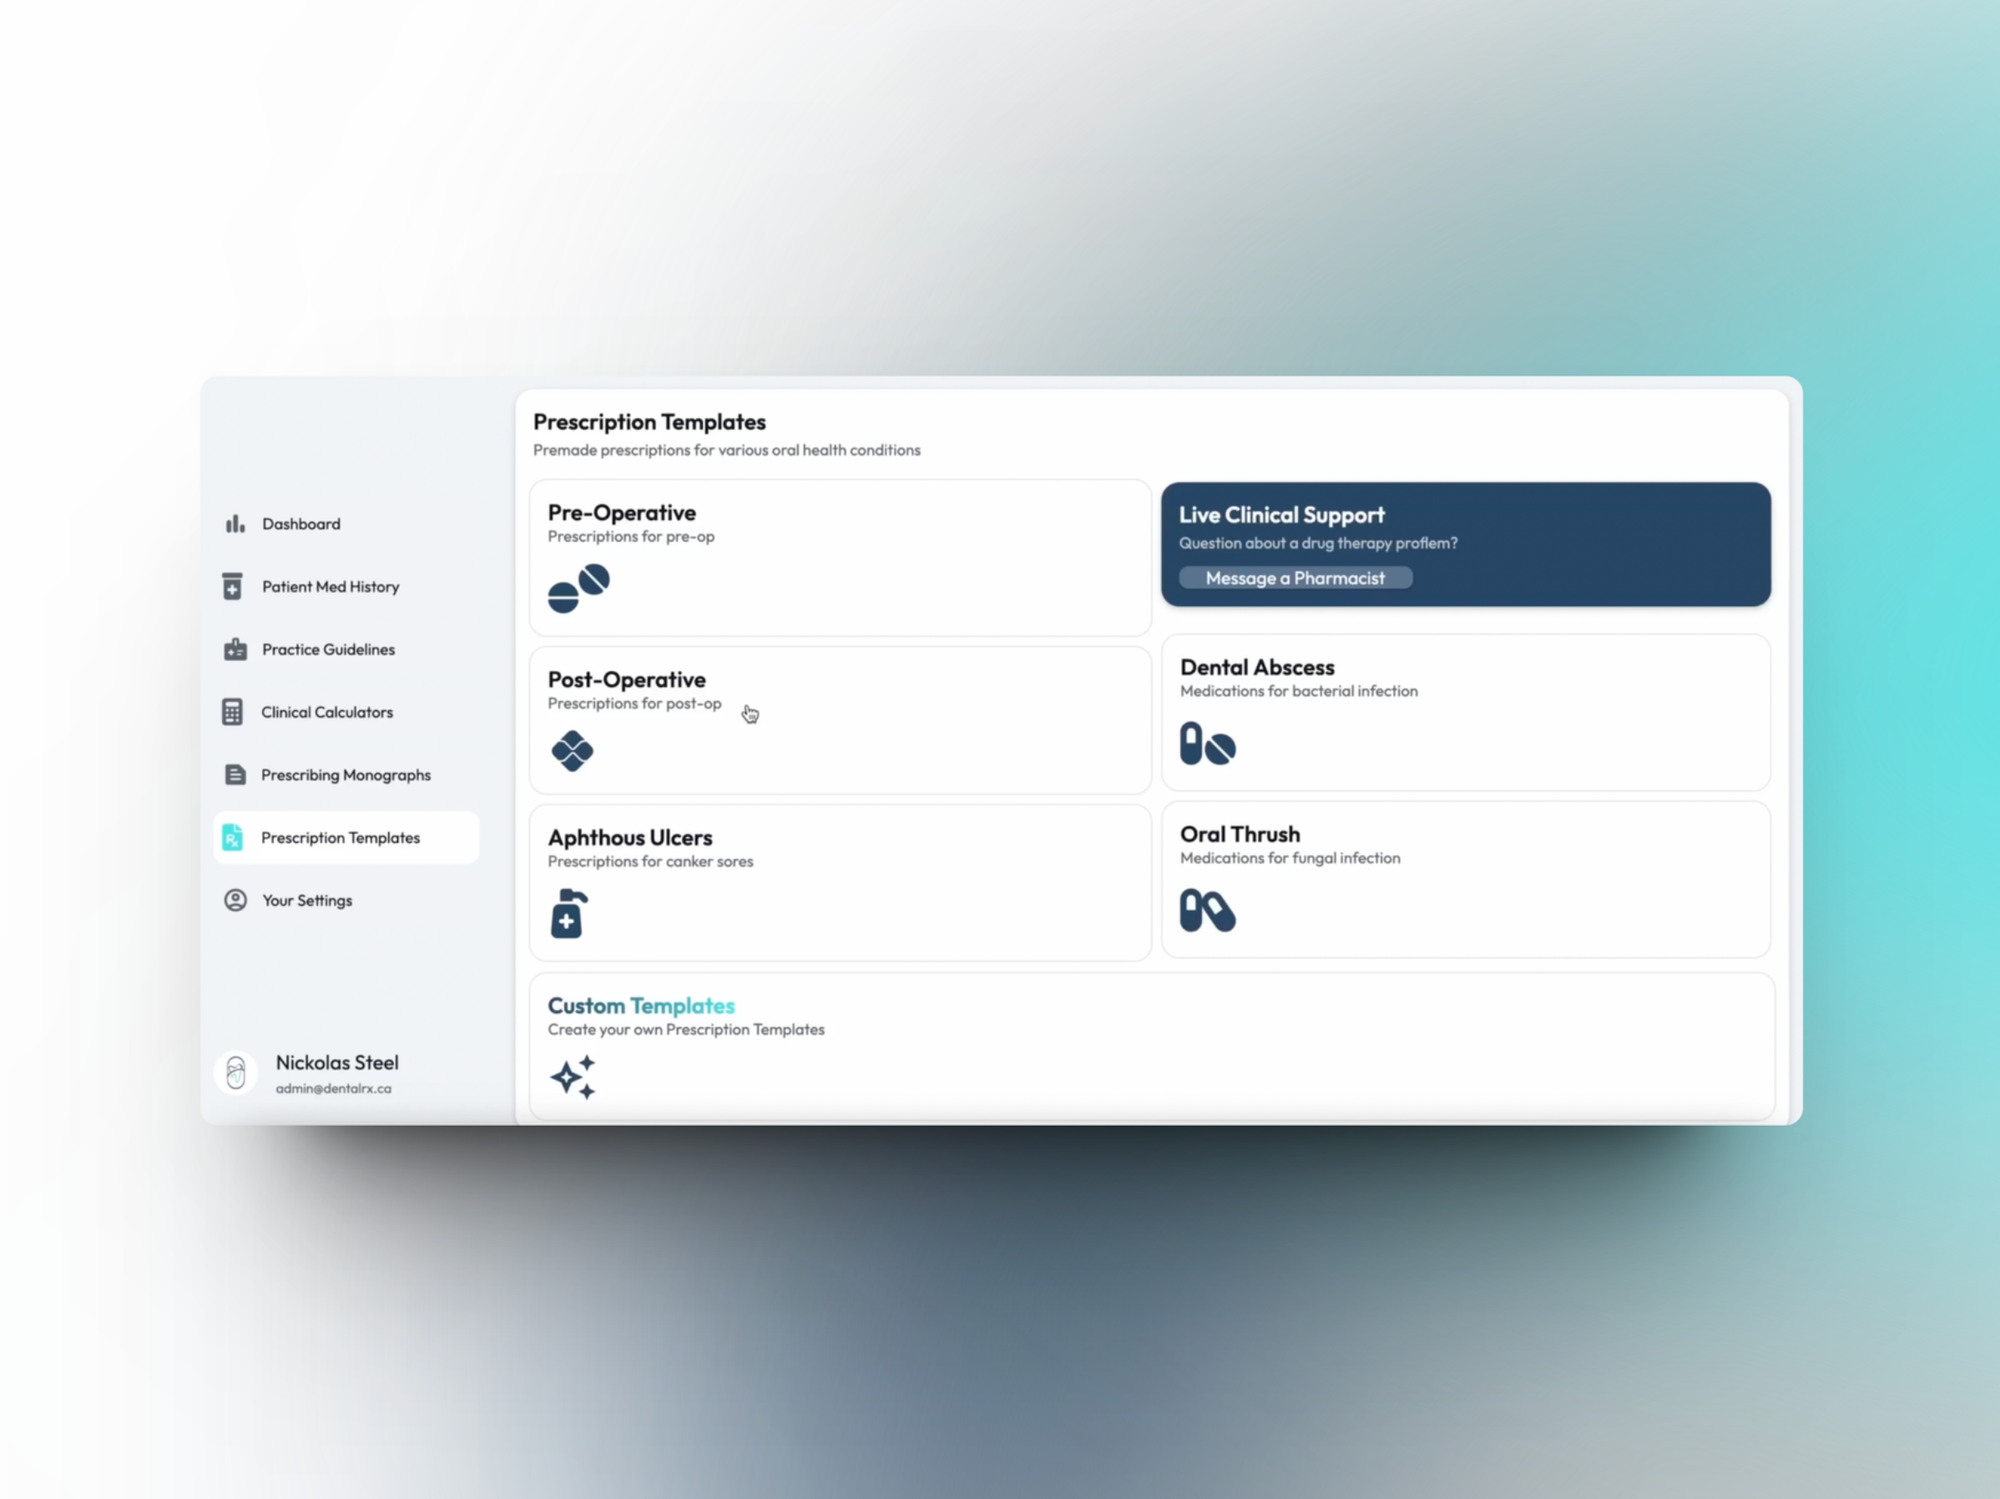 Prescription Templates
Premade prescriptions for various oral health conditions
Dashboard
Patient Med History
Practice Guidelines
Clinical Calculators
Prescribing Monographs
Prescription Templates
Your Settings
Nickolas Steel
admin@dentalrx.ca
Pre-Operative
Prescriptions for pre-op
Live Clinical Support
Question about a drug therapy proflem?
Message a Pharmacist
Post-Operative
Prescriptions for post-op
Dental Abscess
Medications for bacterial infection
Aphthous Ulcers
Prescriptions for canker sores
Oral Thrush
Medications for fungal infection
Custom Templates
Create your own Prescription Templates